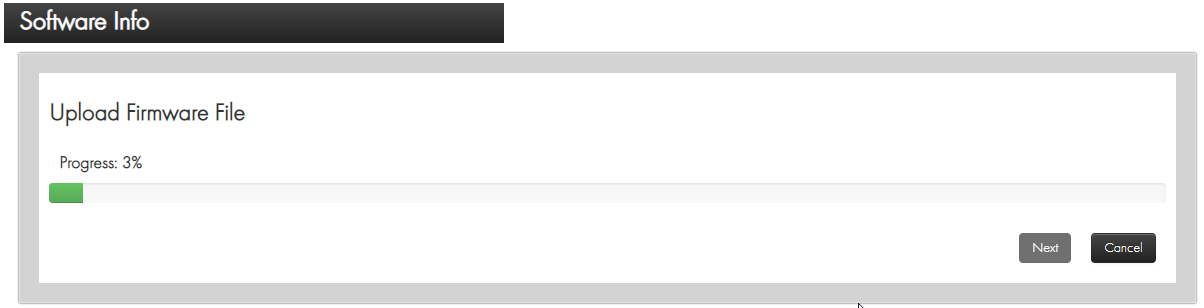 Software Info
Upload Firmware File
Progress: 3%
Next Cancel